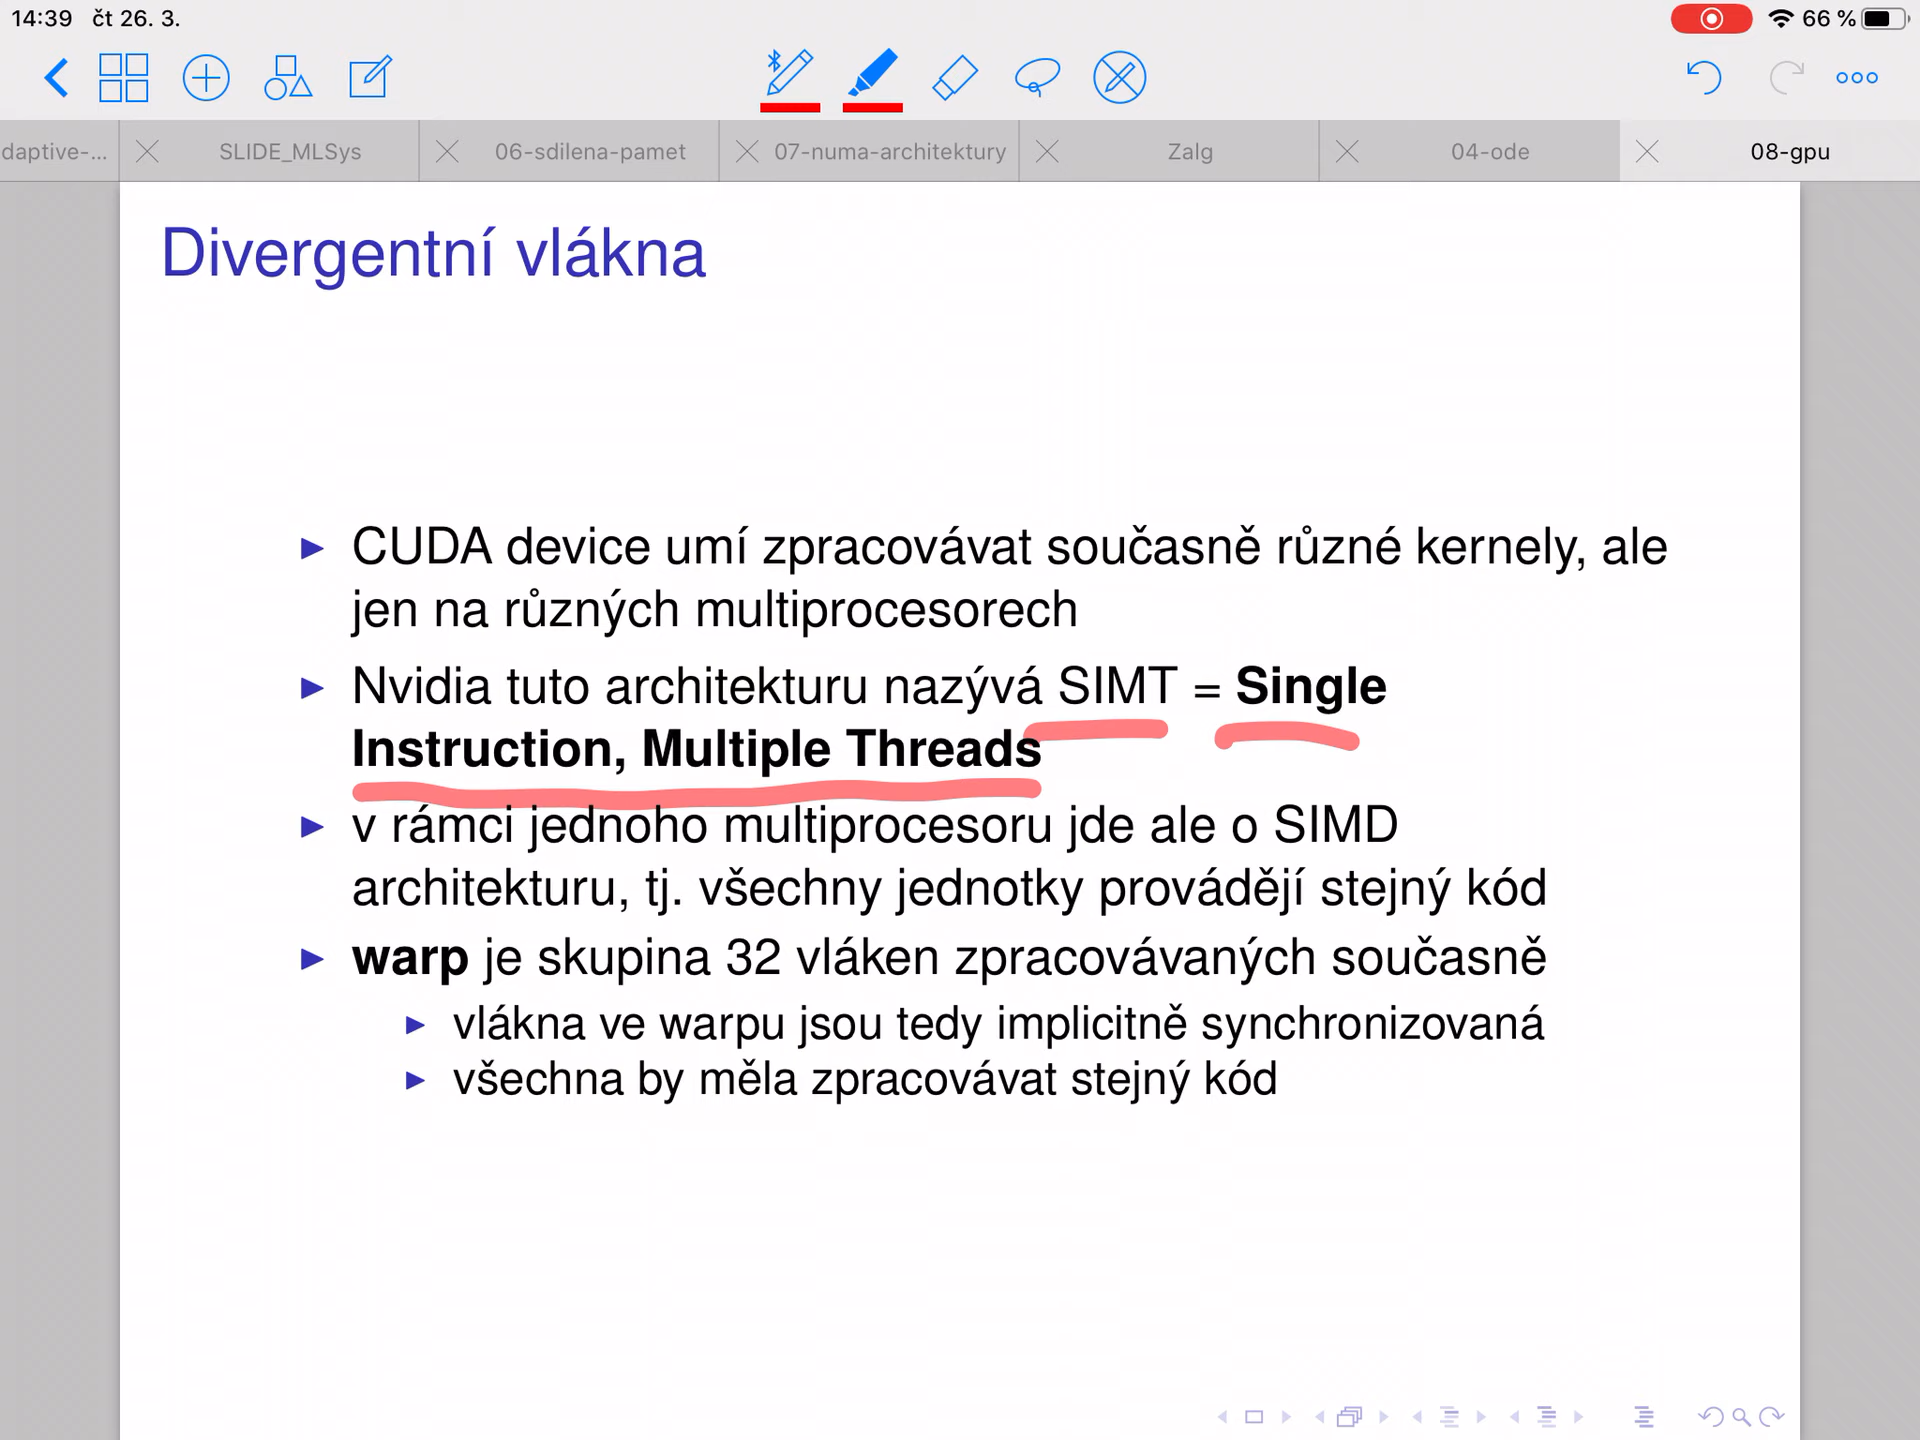 14:39 čt 26. 3.
66 %
daptive-...
SLIDE_MLSys
06-sdilena-pamet
07-numa-architektury
Zalg
04-ode
08-gpu
Divergentní vlákna
CUDA device umí zpracovávat současně různé kernely, ale
jen na různých multiprocesorech
Nvidia tuto architekturu nazývá SIMT = Single
Instruction, Multiple Threads
v rámci jednoho multiprocesoru jde ale o SIMD
architekturu, tj. všechny jednotky provádějí stejný kód
warp je skupina 32 vláken zpracovávaných současně
vlákna ve warpu jsou tedy implicitně synchronizovaná
všechna by měla zpracovávat stejný kód